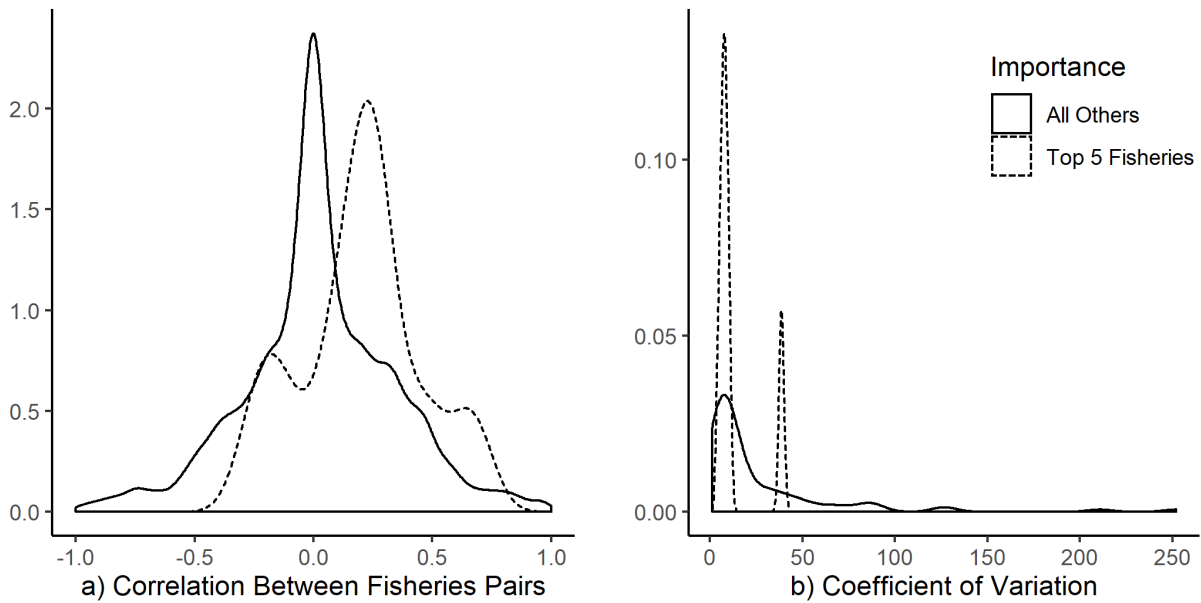 2.0
1.5
1.0
0.5
0.0
-1.0 -0.5 0.0 0.5 1.0
a) Correlation Between Fisheries Pairs
0.10
0.05
0.00
0 50 100 150 200 250
b) Coefficient of Variation
Importance
All Others
Top 5 Fisheries